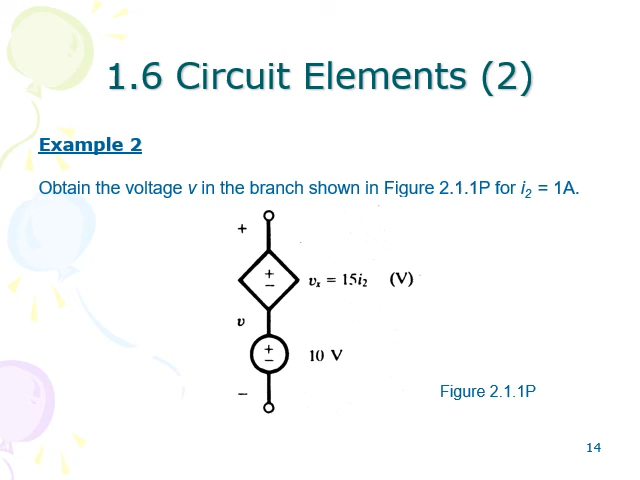 1.6 Circuit Elements (2)
Example 2
Obtain the voltage v in the branch shown in Figure 2.1.1P for i₂ = 1A.
+
+
−
vₓ = 15i₂ (V)
v
+
−
10 V
−
Figure 2.1.1P
14